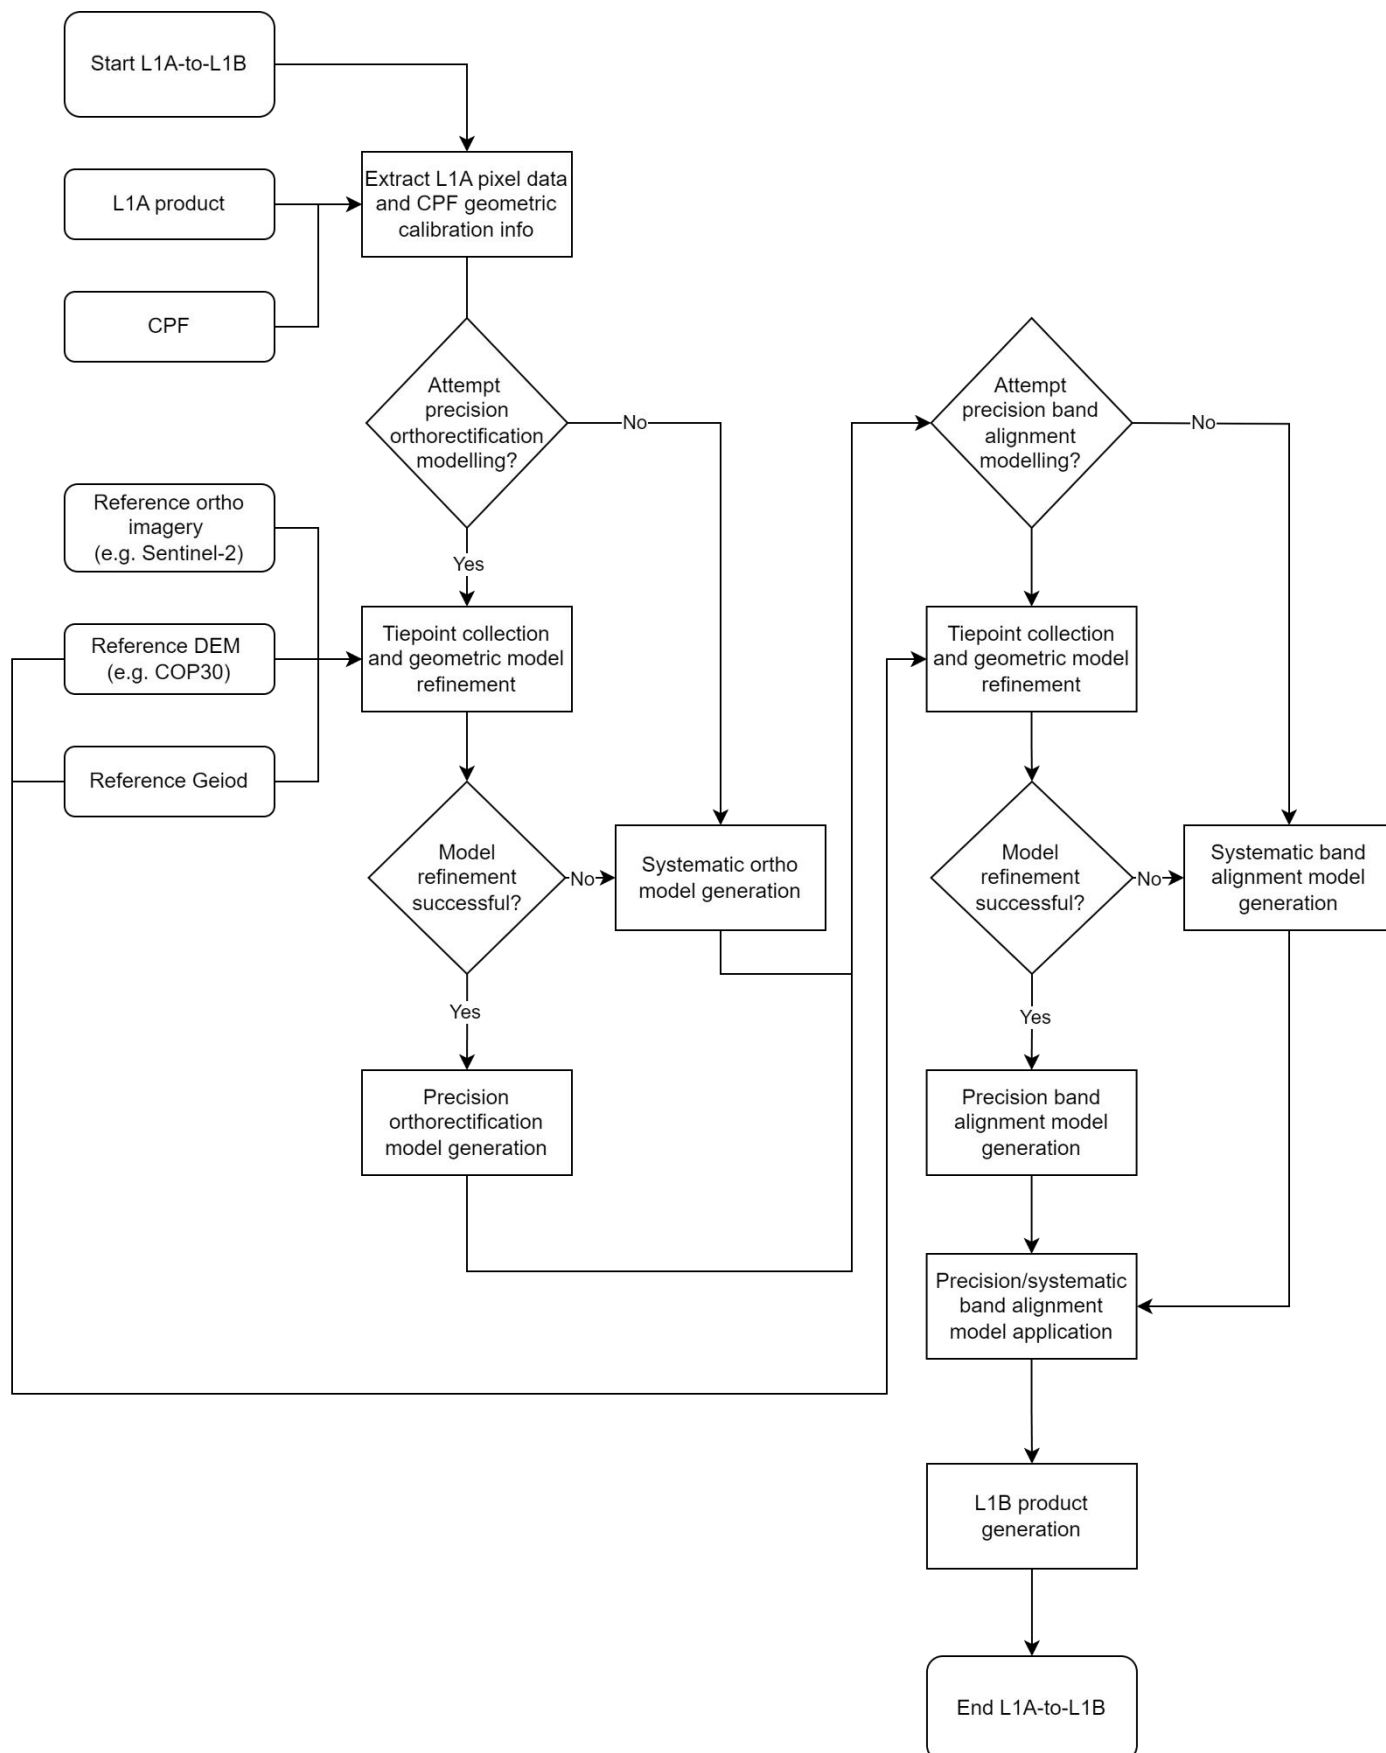 Start L1A-to-L1B
L1A product
CPF
Extract L1A pixel data
and CPF geometric
calibration info
Attempt
precision
orthorectification
modelling?
No
Yes
Reference ortho
imagery
(e.g. Sentinel-2)
Reference DEM
(e.g. COP30)
Reference Geiod
Tiepoint collection
and geometric model
refinement
Model
refinement
successful?
No
Systematic ortho
model generation
Yes
Precision
orthorectification
model generation
Attempt
precision band
alignment
modelling?
No
Tiepoint collection
and geometric model
refinement
Model
refinement
successful?
No
Systematic band
alignment model
generation
Yes
Precision band
alignment model
generation
Precision/systematic
band alignment
model application
L1B product
generation
End L1A-to-L1B